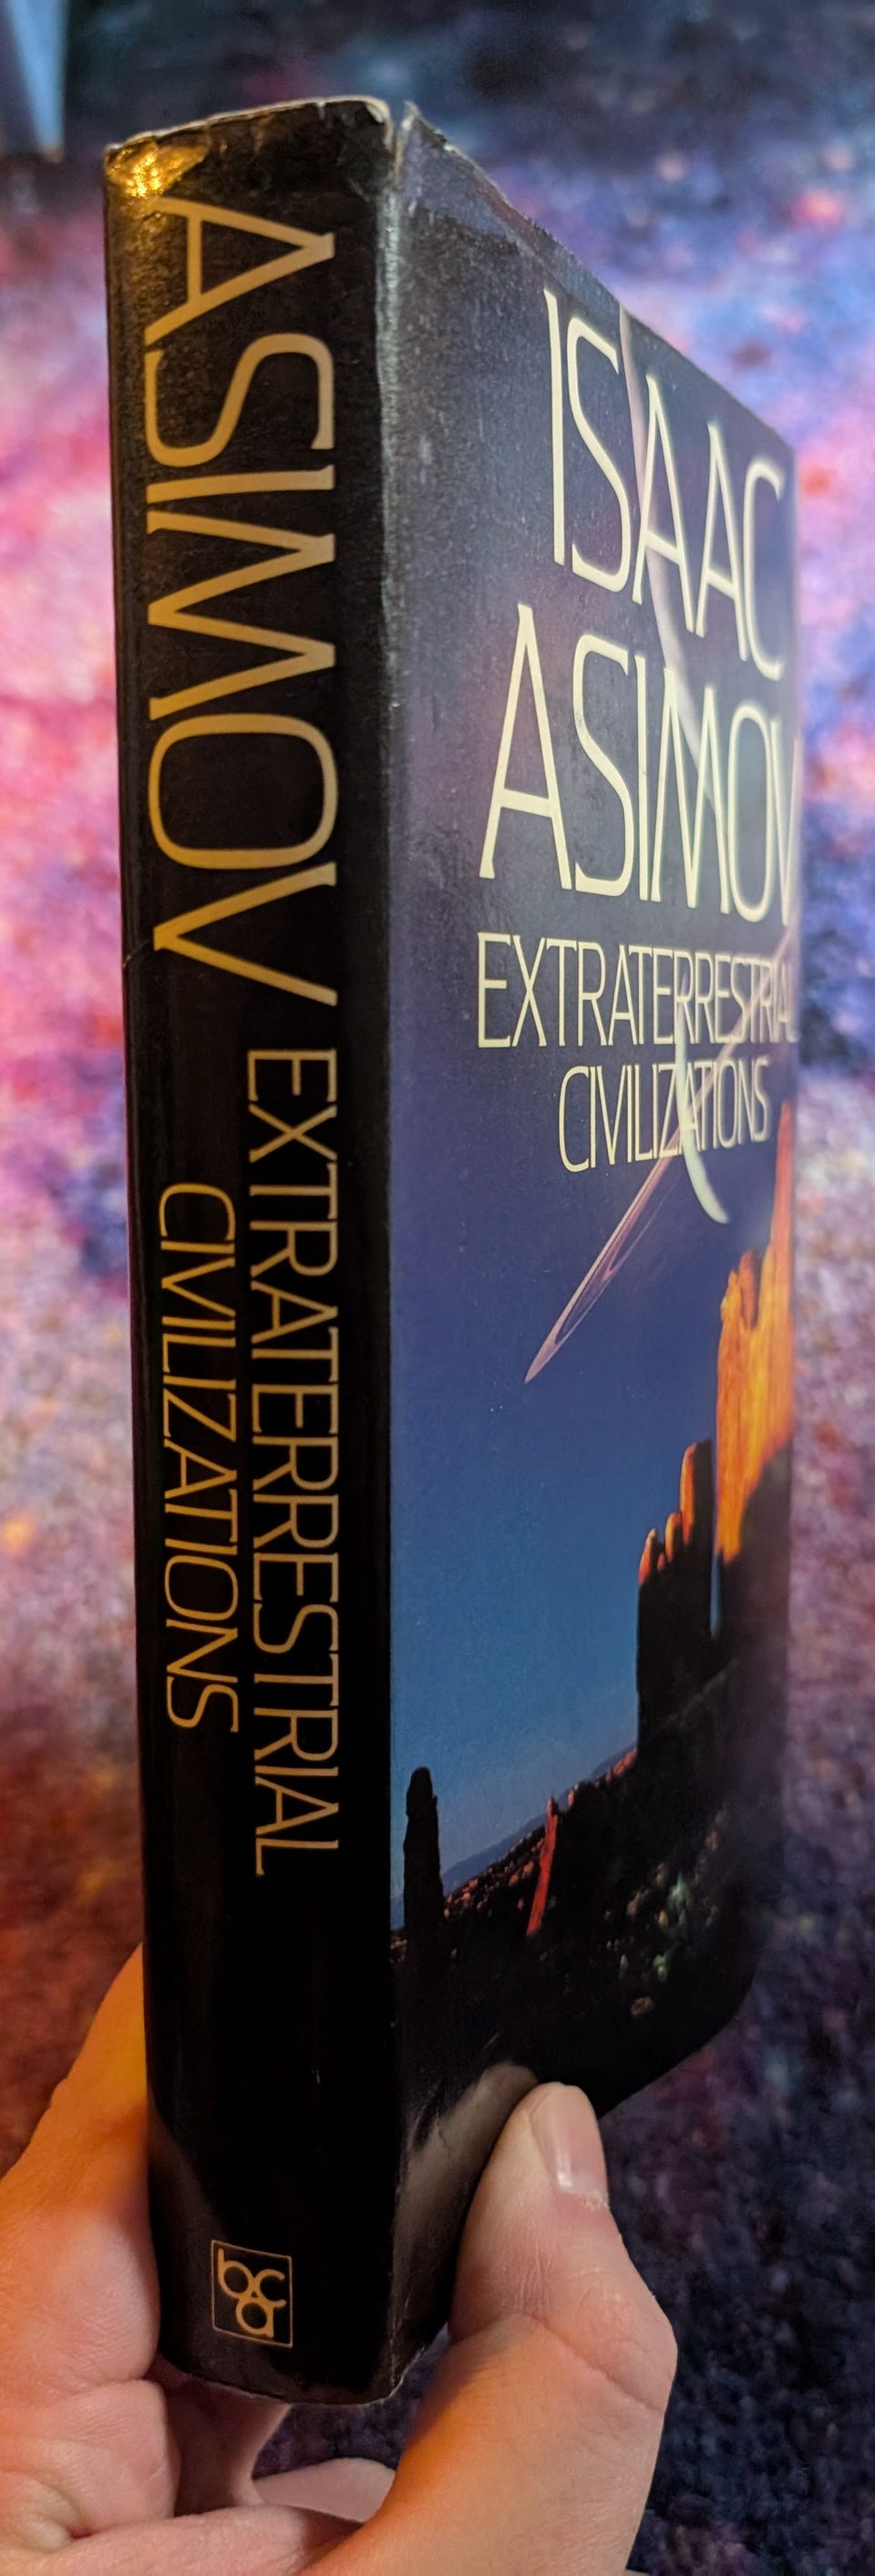 ASIMOV
EXTRATERRESTRIAL
CIVILIZATIONS
bca
ISAAC
ASIMOV
EXTRATERRESTRIAL
CIVILIZATIONS